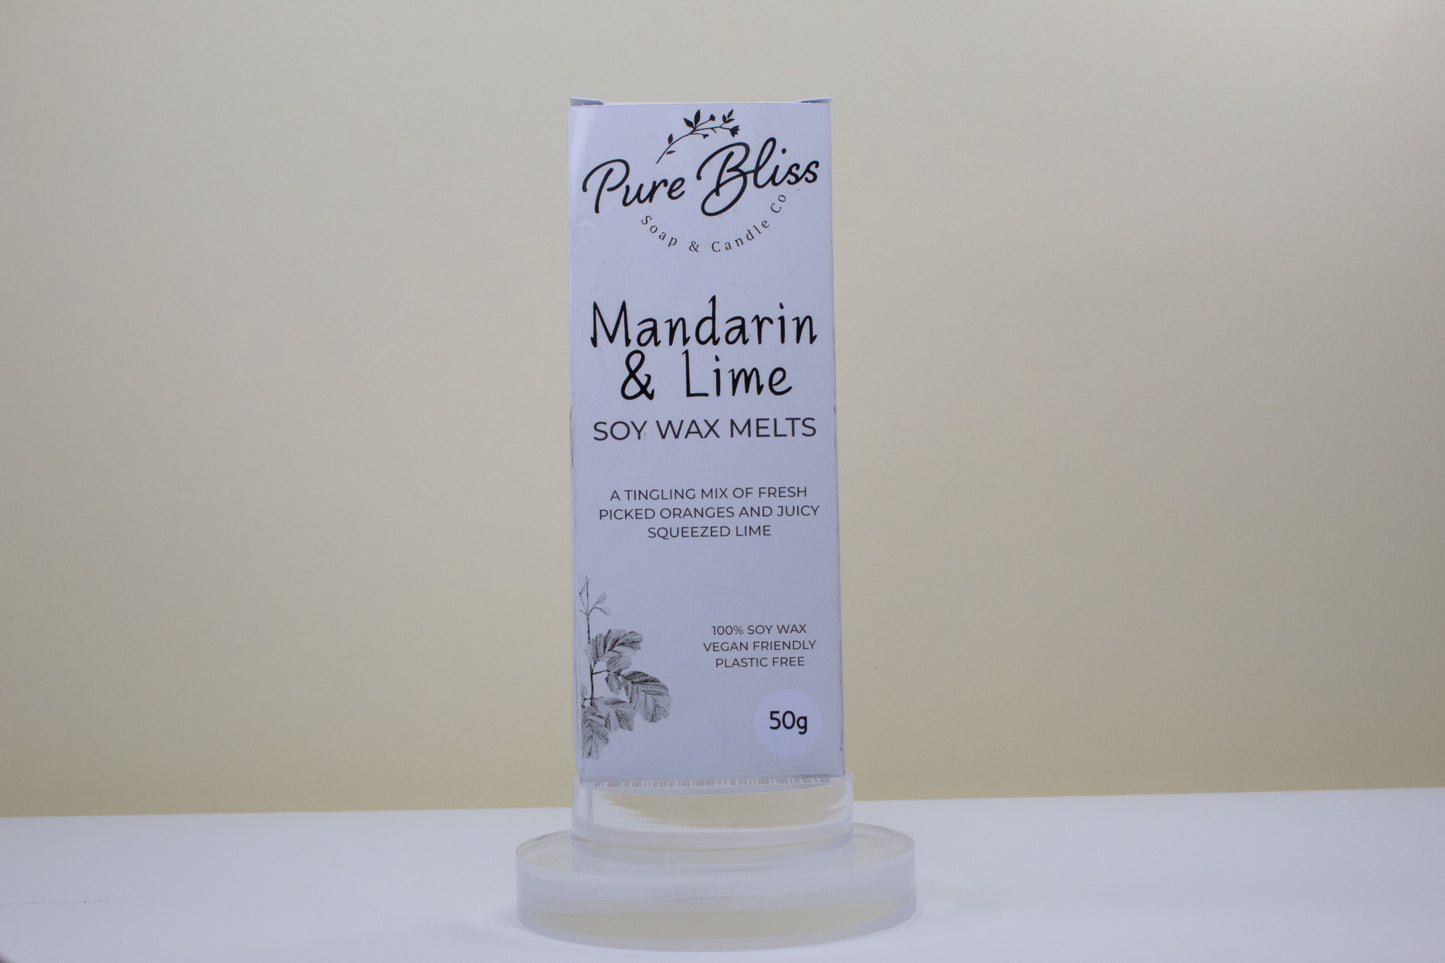 Pure Bliss
Soap & Candle Co
Mandarin
& Lime
SOY WAX MELTS
A TINGLING MIX OF FRESH
PICKED ORANGES AND JUICY
SQUEEZED LIME
100% SOY WAX
VEGAN FRIENDLY
PLASTIC FREE
50g